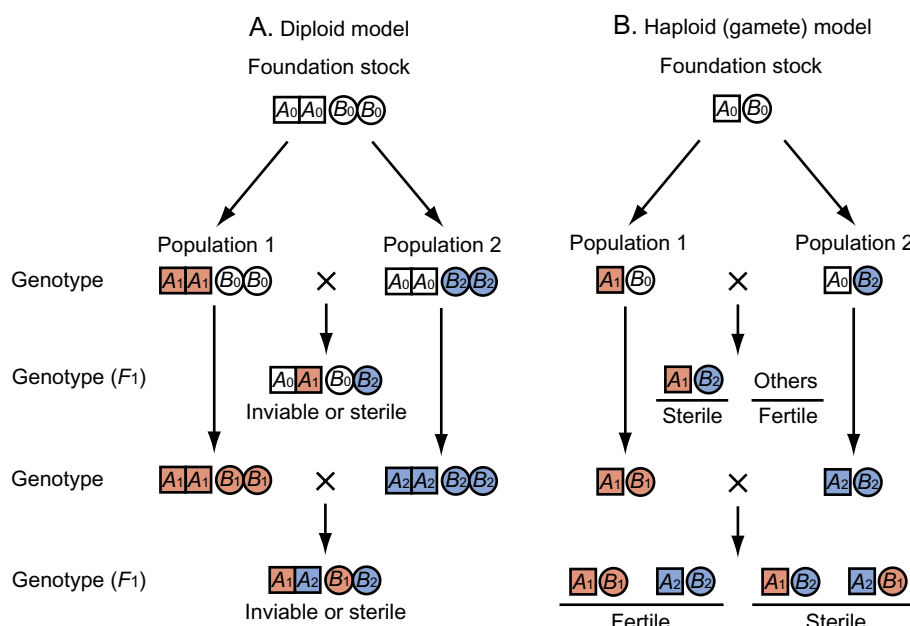 A. Diploid model
Foundation stock
A0 A0 B0 B0
Population 1 Population 2
Genotype A1 A1 B0 B0 × A0 A0 B2 B2
Genotype (F1) A0 A1 B0 B2
Inviable or sterile
Genotype A1 A1 B1 B1 × A2 A2 B2 B2
Genotype (F1) A1 A2 B1 B2
Inviable or sterile
B. Haploid (gamete) model
Foundation stock
A0 B0
Population 1 Population 2
A1 B0 × A0 B2
A1 B2 Others
Sterile Fertile
A1 B1 × A2 B2
A1 B1 A2 B2 A1 B2 A2 B1
Fertile Sterile